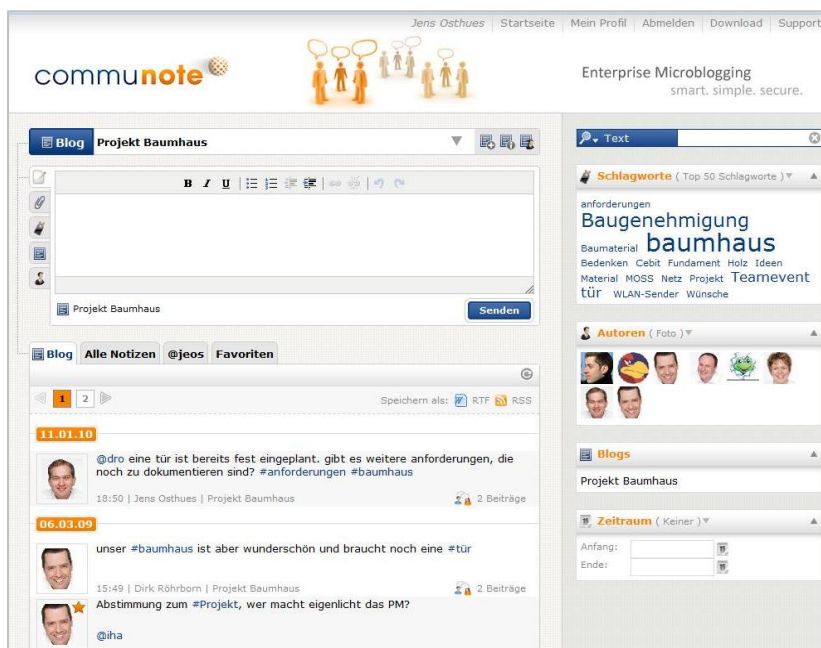 Jens Osthues Startseite Mein Profil Abmelden Download Support
communote
Enterprise Microblogging
smart. simple. secure.
Blog Projekt Baumhaus
B I U
Projekt Baumhaus
Senden
Blog Alle Notizen @jeos Favoriten
1 2
Speichern als: RTF RSS
11.01.10
@dro eine tür ist bereits fest eingeplant. gibt es weitere anforderungen, die
noch zu dokumentieren sind? #anforderungen #baumhaus
18:50 | Jens Osthues | Projekt Baumhaus 2 Beiträge
06.03.09
unser #baumhaus ist aber wunderschön und braucht noch eine #tür
15:49 | Dirk Röhrborn | Projekt Baumhaus 2 Beiträge
Abstimmung zum #Projekt, wer macht eigenlicht das PM?
@iha
Text
Schlagworte ( Top 50 Schlagworte )
anforderungen
Baugenehmigung
Baumaterial baumhaus
Bedenken Cebit Fundament Holz Ideen
Material MOSS Netz Projekt Teamevent
tür WLAN-Sender Wünsche
Autoren ( Foto )
Blogs
Projekt Baumhaus
Zeitraum ( Keiner )
Anfang:
Ende: